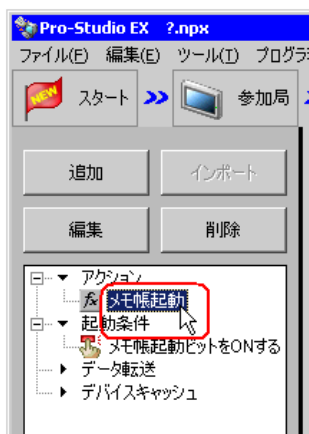 Pro-Studio EX ?.npx
ファイル(F) 編集(E) ツール(T) プログラ
NEW スタート 参加局
追加 インポート
編集 削除
アクション
fx メモ帳起動
起動条件
メモ帳起動ビットをONする
データ転送
デバイスキャッシュ